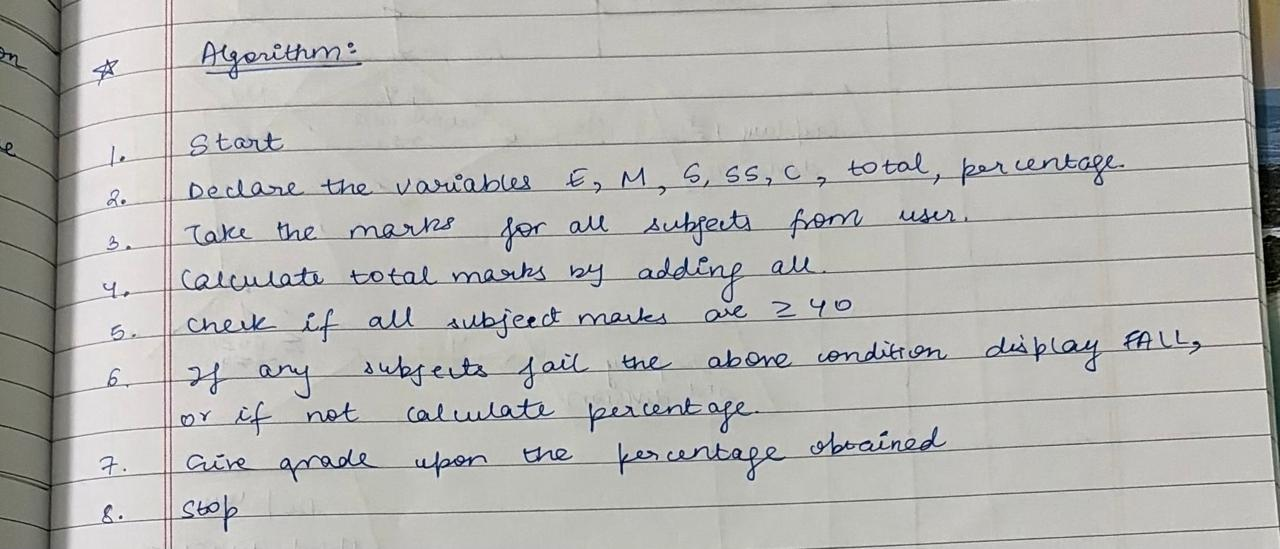 on
☆ Algorithm:
e
1. Start
2. Declare the variables E, M, S, SS, C, total, percentage.
3. Take the marks for all subjects from user.
4. Calculate total marks by adding all.
5. Check if all subject marks are ≥ 40
6. If any subjects fail the above condition display FAIL,
or if not calculate percentage.
7. Give grade upon the percentage obtained
8. Stop